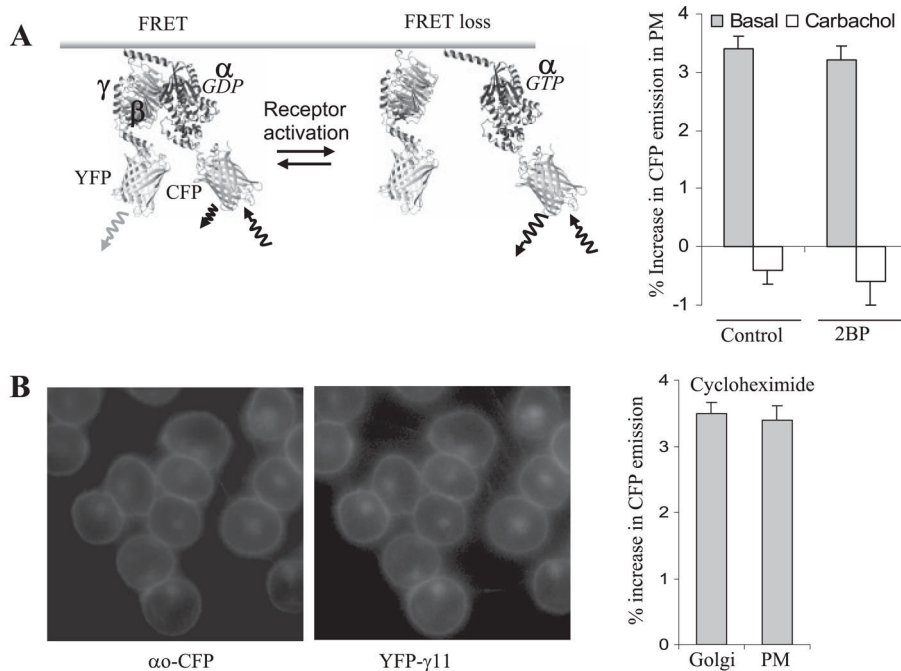 A
FRET
FRET loss
γ
β
α
GDP
α
GTP
Receptor
activation
YFP
CFP
Basal
Carbachol
% Increase in CFP emission in PM
3
2
0
-1
Control
2BP
B
αo-CFP
YFP-γ11
Cycloheximide
% increase in CFP emission
4
3
2
1
0
Golgi
PM